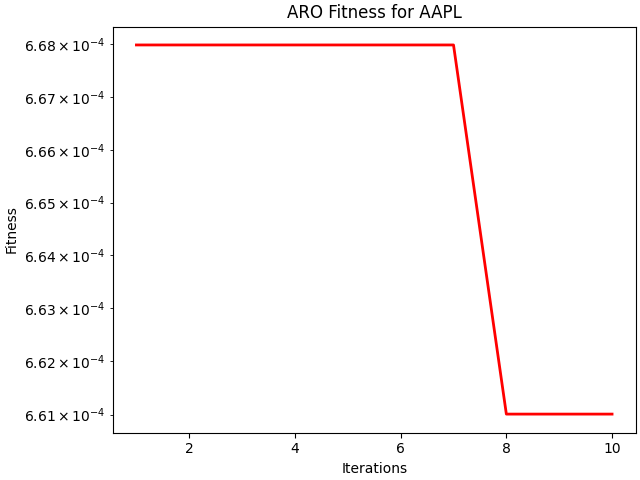 ARO Fitness for AAPL
6.68 × 10⁻⁴
6.67 × 10⁻⁴
6.66 × 10⁻⁴
6.65 × 10⁻⁴
6.64 × 10⁻⁴
6.63 × 10⁻⁴
6.62 × 10⁻⁴
6.61 × 10⁻⁴
Fitness
2 4 6 8 10
Iterations